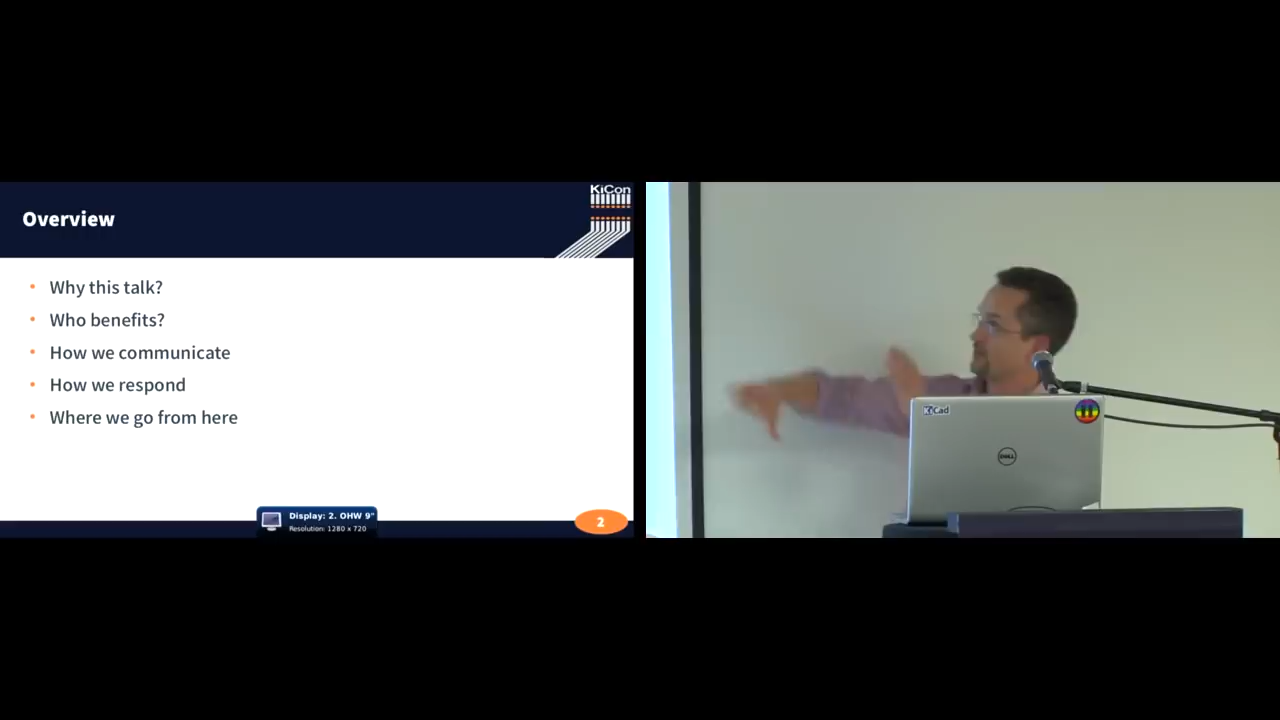 Overview
KiCon
Why this talk?
Who benefits?
How we communicate
How we respond
Where we go from here
Display: 2. OHW 9"
Resolution: 1280 x 720
2
KiCad
DELL